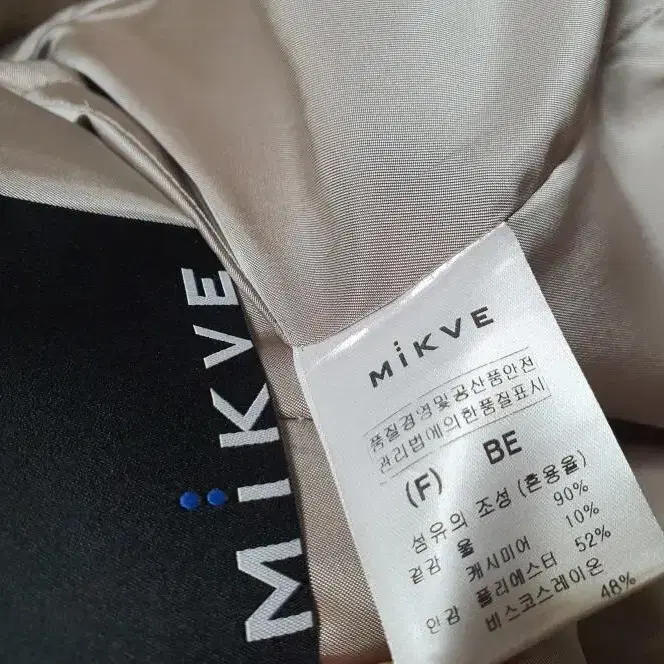 MiKVE
MiKVE
품질경영및공산품안전
관리법에의한품질표시
(F) BE
섬유의 조성 (혼용율)
겉감 울 90%
캐시미어 10%
안감 폴리에스터 52%
비스코스레이온 48%